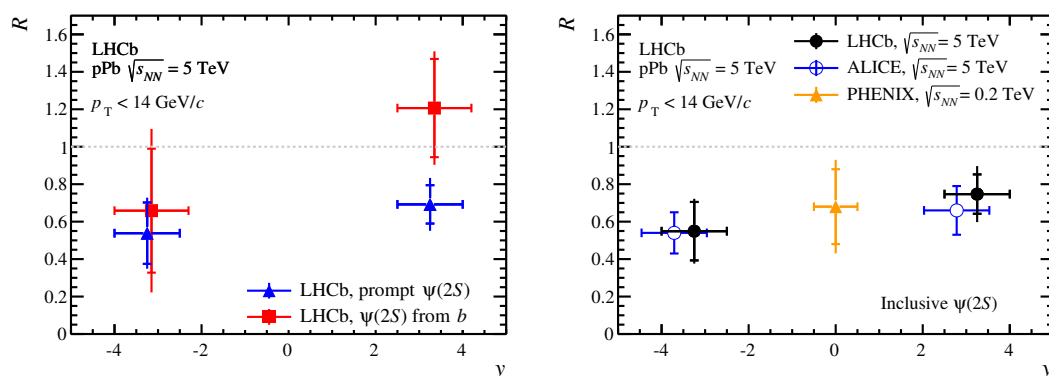 R
1.6
1.4
1.2
1
0.8
0.6
0.4
0.2
0
LHCb
pPb √sNN = 5 TeV
pT < 14 GeV/c
LHCb, prompt ψ(2S)
LHCb, ψ(2S) from b
-4 -2 0 2 4
y
R
1.6
1.4
1.2
1
0.8
0.6
0.4
0.2
0
LHCb
pPb √sNN = 5 TeV
pT < 14 GeV/c
LHCb, √sNN = 5 TeV
ALICE, √sNN = 5 TeV
PHENIX, √sNN = 0.2 TeV
Inclusive ψ(2S)
-4 -2 0 2 4
y